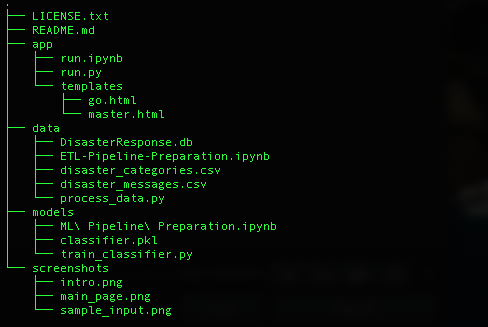 .
├── LICENSE.txt
├── README.md
├── app
│   ├── run.ipynb
│   ├── run.py
│   └── templates
│       ├── go.html
│       └── master.html
├── data
│   ├── DisasterResponse.db
│   ├── ETL-Pipeline-Preparation.ipynb
│   ├── disaster_categories.csv
│   ├── disaster_messages.csv
│   └── process_data.py
├── models
│   ├── ML\ Pipeline\ Preparation.ipynb
│   ├── classifier.pkl
│   └── train_classifier.py
└── screenshots
    ├── intro.png
    ├── main_page.png
    └── sample_input.png